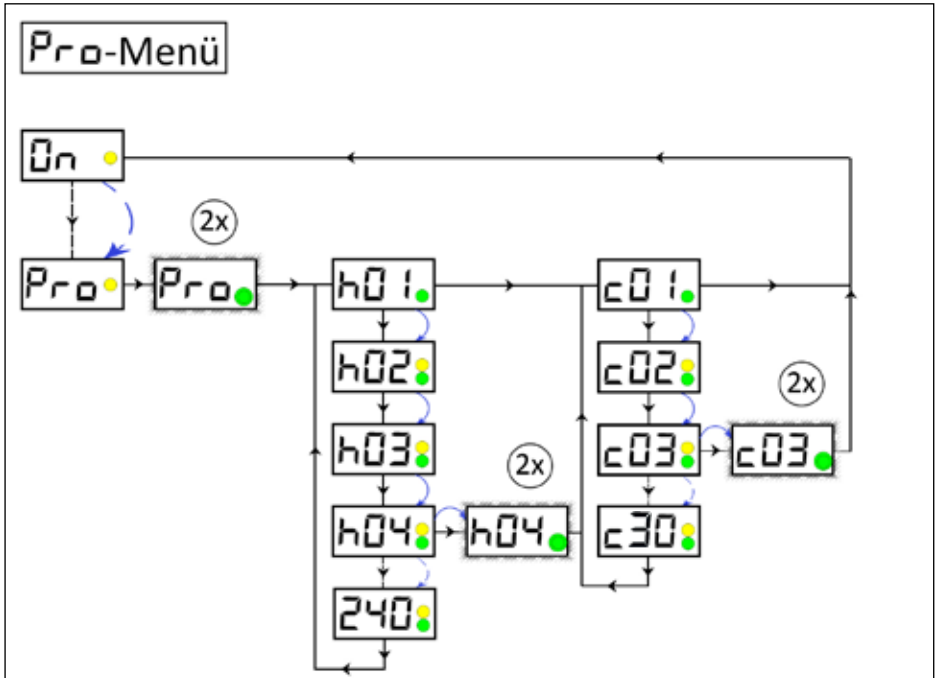 Pro-Menü
On
2x
Pro Pro h01 c01
h02 c02
2x
h03 c03 c03
2x
h04 h04 c30
240